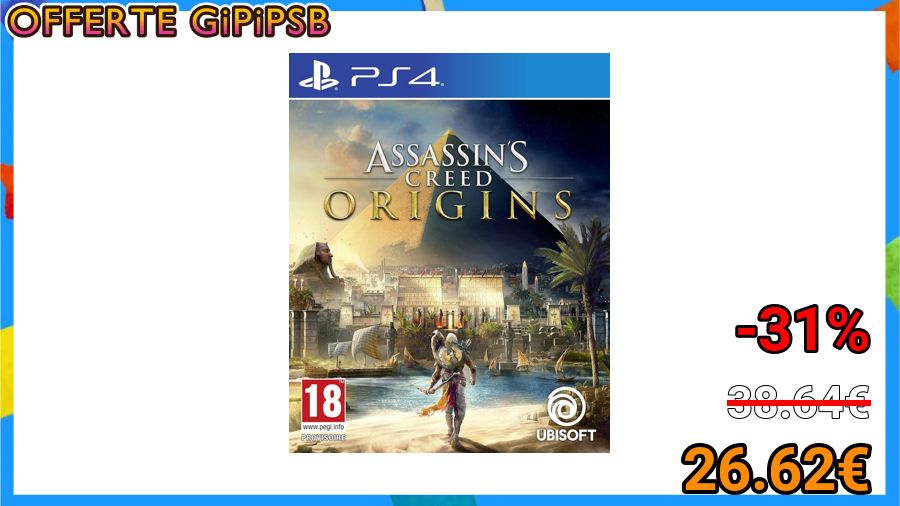 OFFERTE GiPiPSB
PS4
ASSASSIN'S
CREED
ORIGINS
18
www.pegi.info
PROVISOIRE
UBISOFT
-31%
38.64€
26.62€